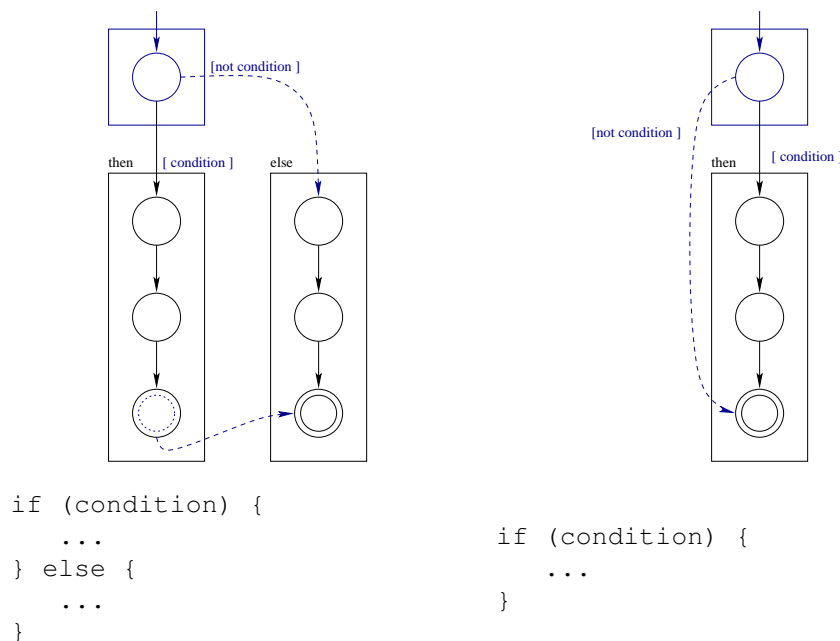 [not condition ]
then
[ condition ]
else
if (condition) {
...
} else {
...
}
[not condition ]
then
[ condition ]
if (condition) {
...
}